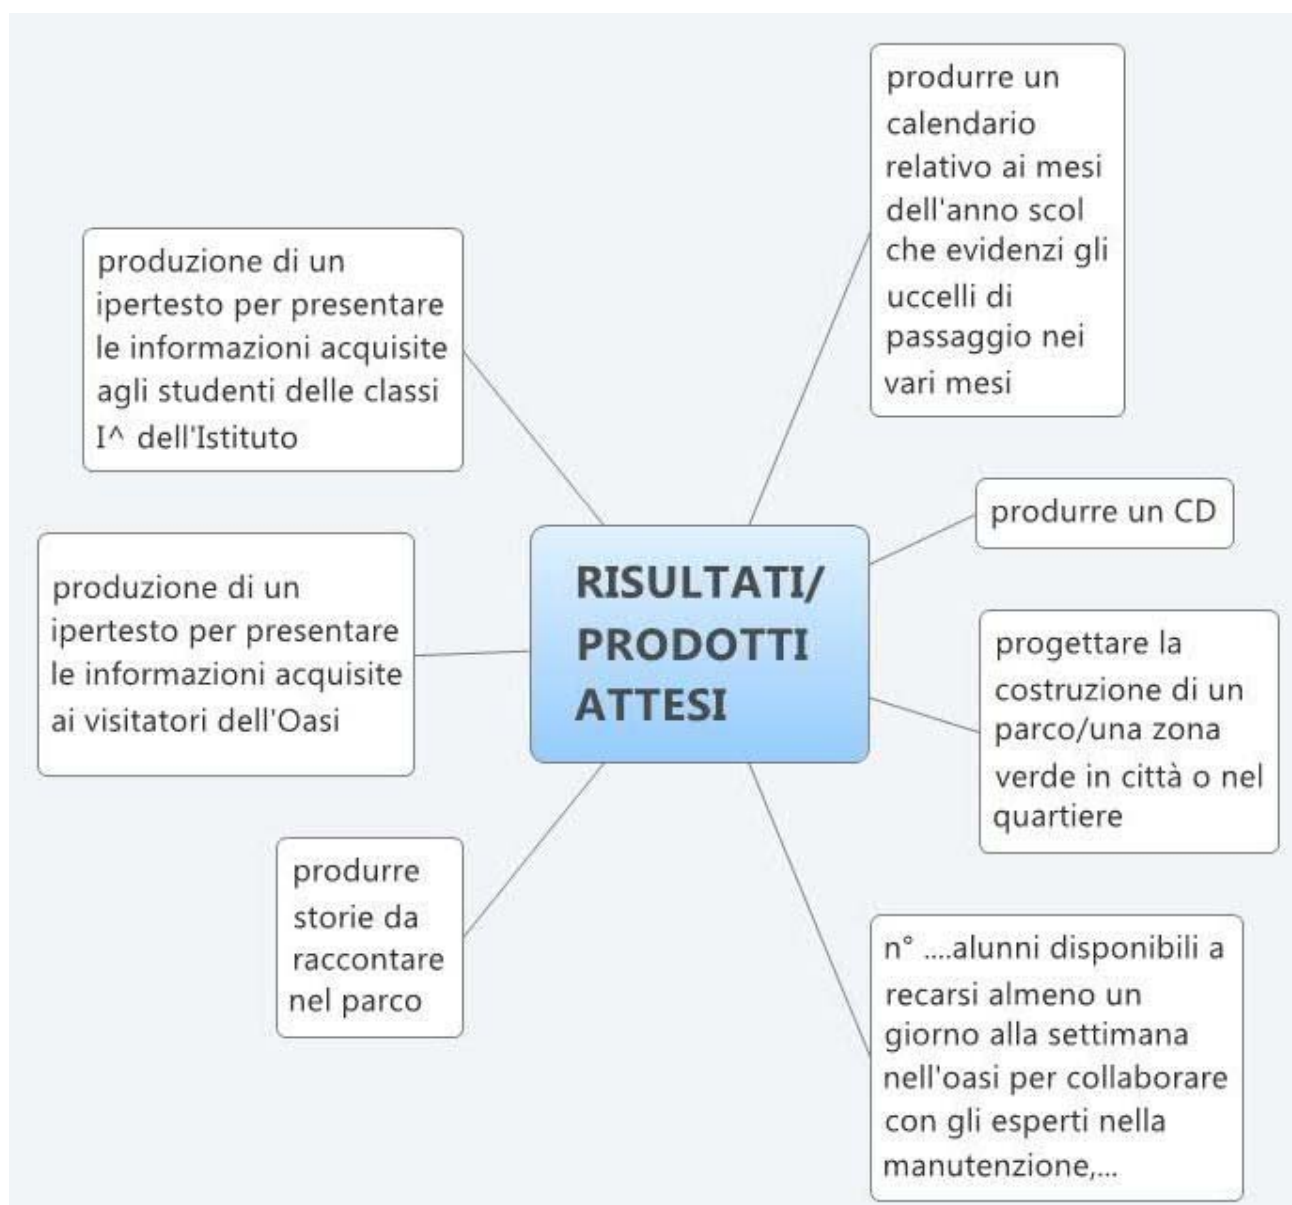 produrre un
calendario
relativo ai mesi
dell'anno scol
che evidenzi gli
uccelli di
passaggio nei
vari mesi
produzione di un
ipertesto per presentare
le informazioni acquisite
agli studenti delle classi
I^ dell'Istituto
produrre un CD
RISULTATI/
PRODOTTI
ATTESI
produzione di un
ipertesto per presentare
le informazioni acquisite
ai visitatori dell'Oasi
progettare la
costruzione di un
parco/una zona
verde in città o nel
quartiere
produrre
storie da
raccontare
nel parco
n° ....alunni disponibili a
recarsi almeno un
giorno alla settimana
nell'oasi per collaborare
con gli esperti nella
manutenzione,...